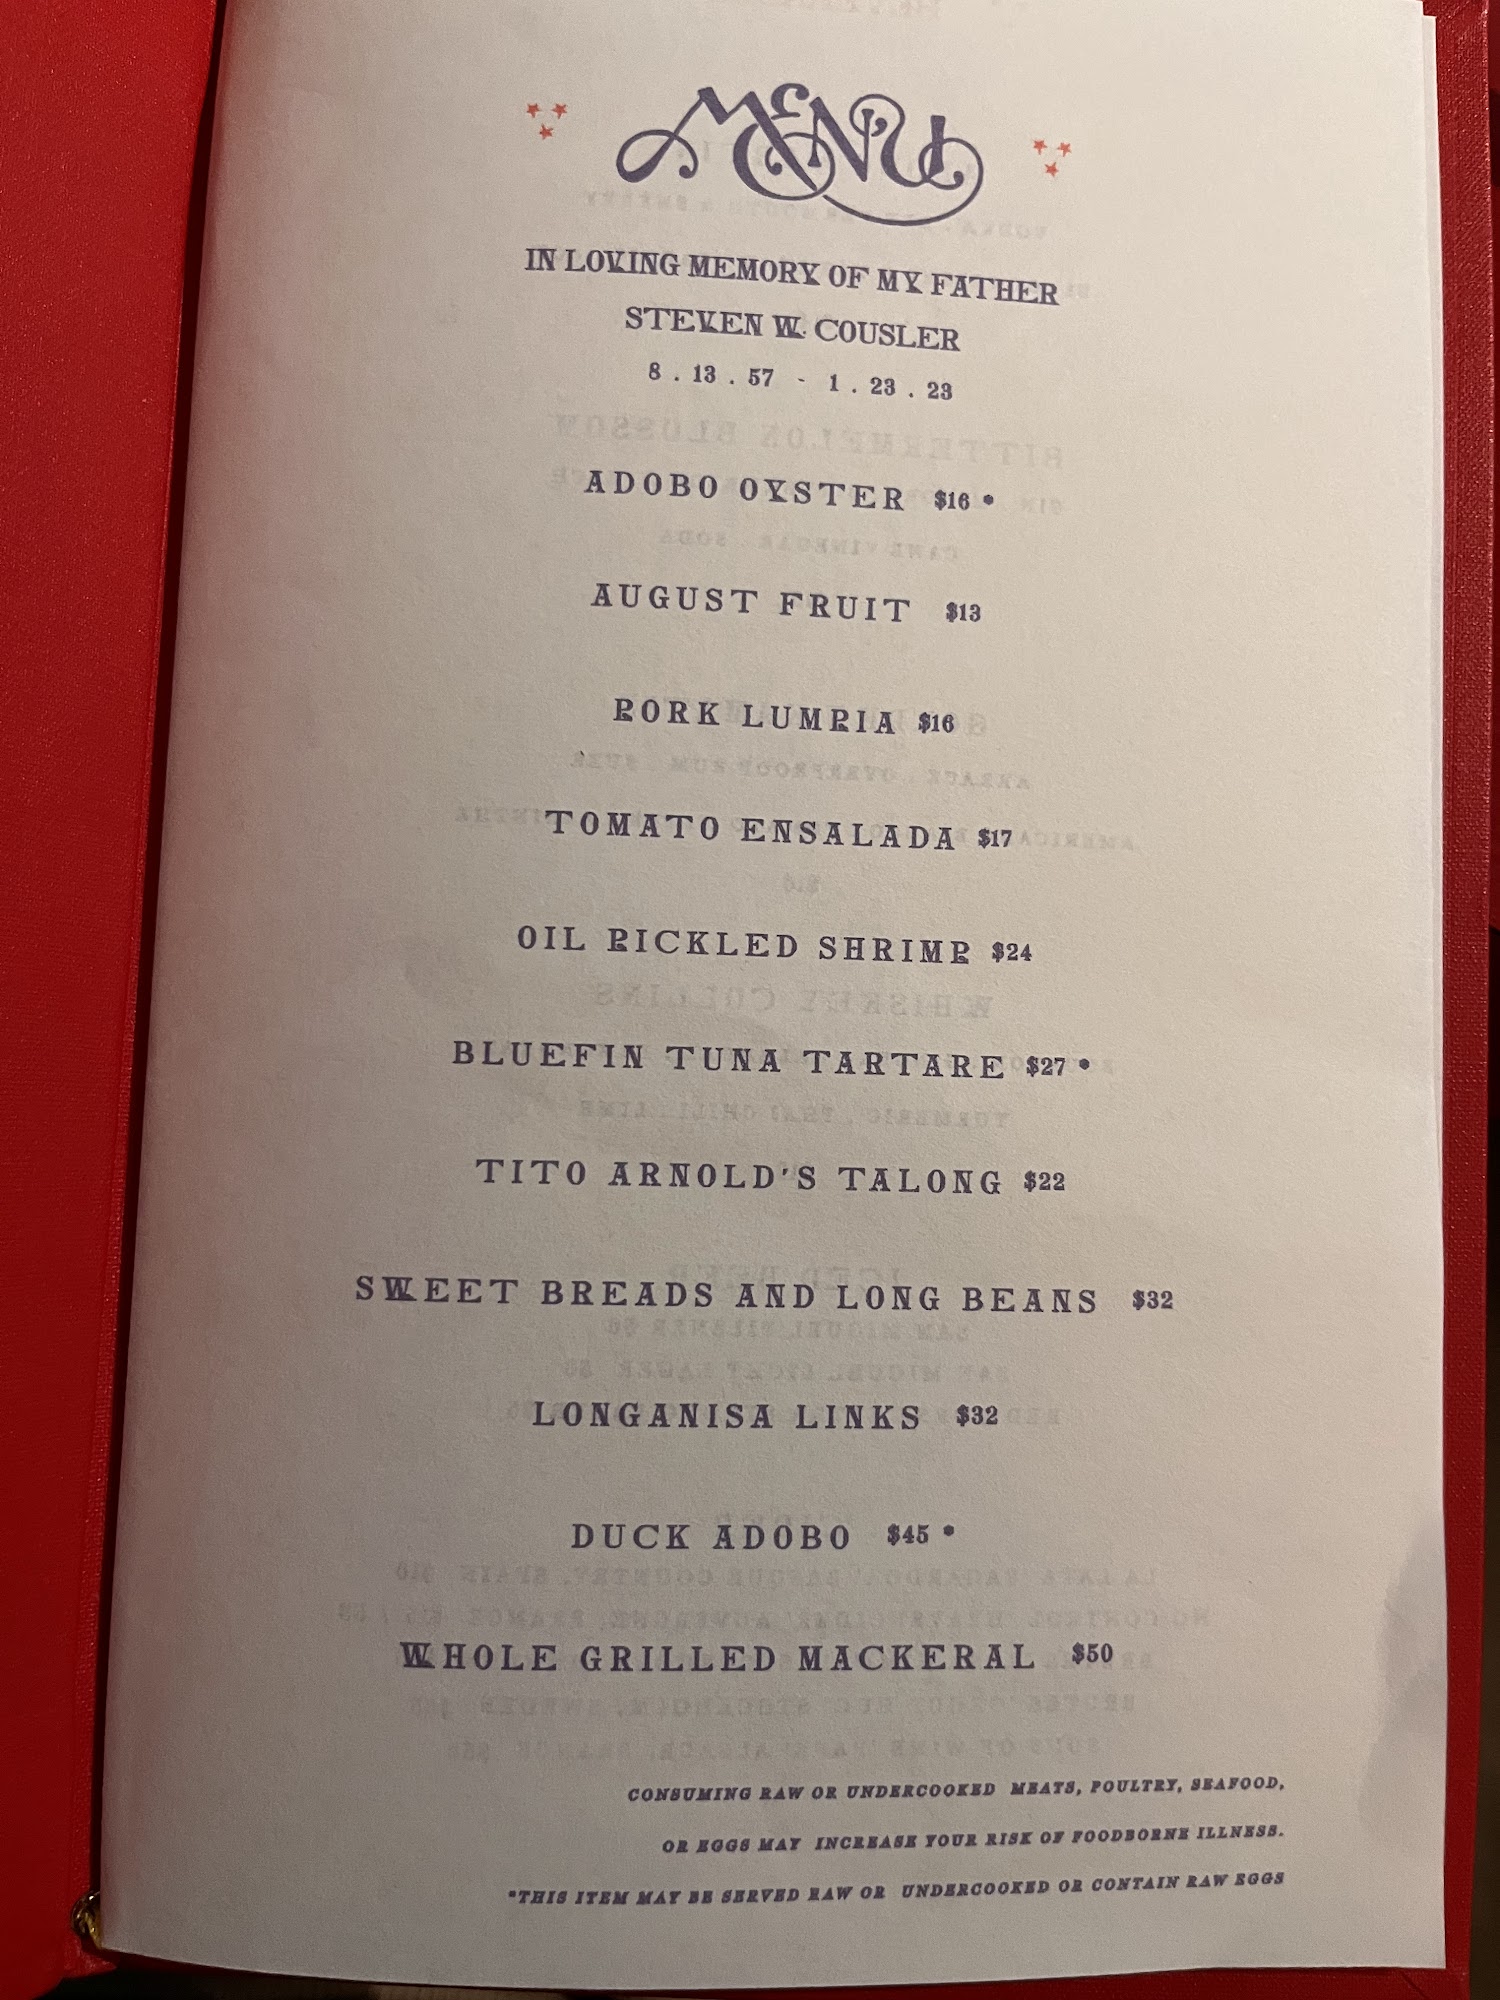 MENU
IN LOVING MEMORY OF MY FATHER
STEVEN W. COUSLER
8 . 13 . 57 - 1 . 23 . 23
ADOBO OYSTER $16 *
AUGUST FRUIT $13
PORK LUMPIA $16
TOMATO ENSALADA $17
OIL PICKLED SHRIMP $24
BLUEFIN TUNA TARTARE $27 *
TITO ARNOLD'S TALONG $22
SWEET BREADS AND LONG BEANS $32
LONGANISA LINKS $32
DUCK ADOBO $45 *
WHOLE GRILLED MACKERAL $50
CONSUMING RAW OR UNDERCOOKED MEATS, POULTRY, SEAFOOD,
OR EGGS MAY INCREASE YOUR RISK OF FOODBORNE ILLNESS.
*THIS ITEM MAY BE SERVED RAW OR UNDERCOOKED OR CONTAIN RAW EGGS